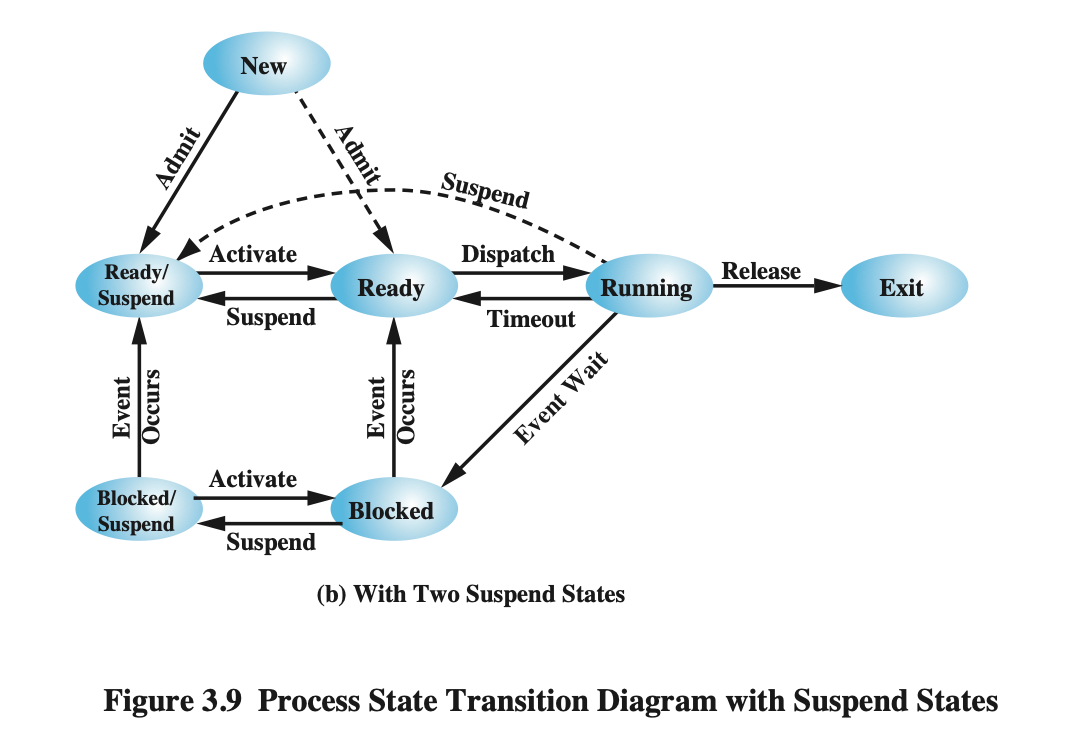 New
Admit
Admit
Suspend
Ready/
Suspend
Activate
Suspend
Ready
Dispatch
Timeout
Running
Release
Exit
Event
Occurs
Event
Occurs
Event Wait
Blocked/
Suspend
Activate
Suspend
Blocked
(b) With Two Suspend States
Figure 3.9 Process State Transition Diagram with Suspend States